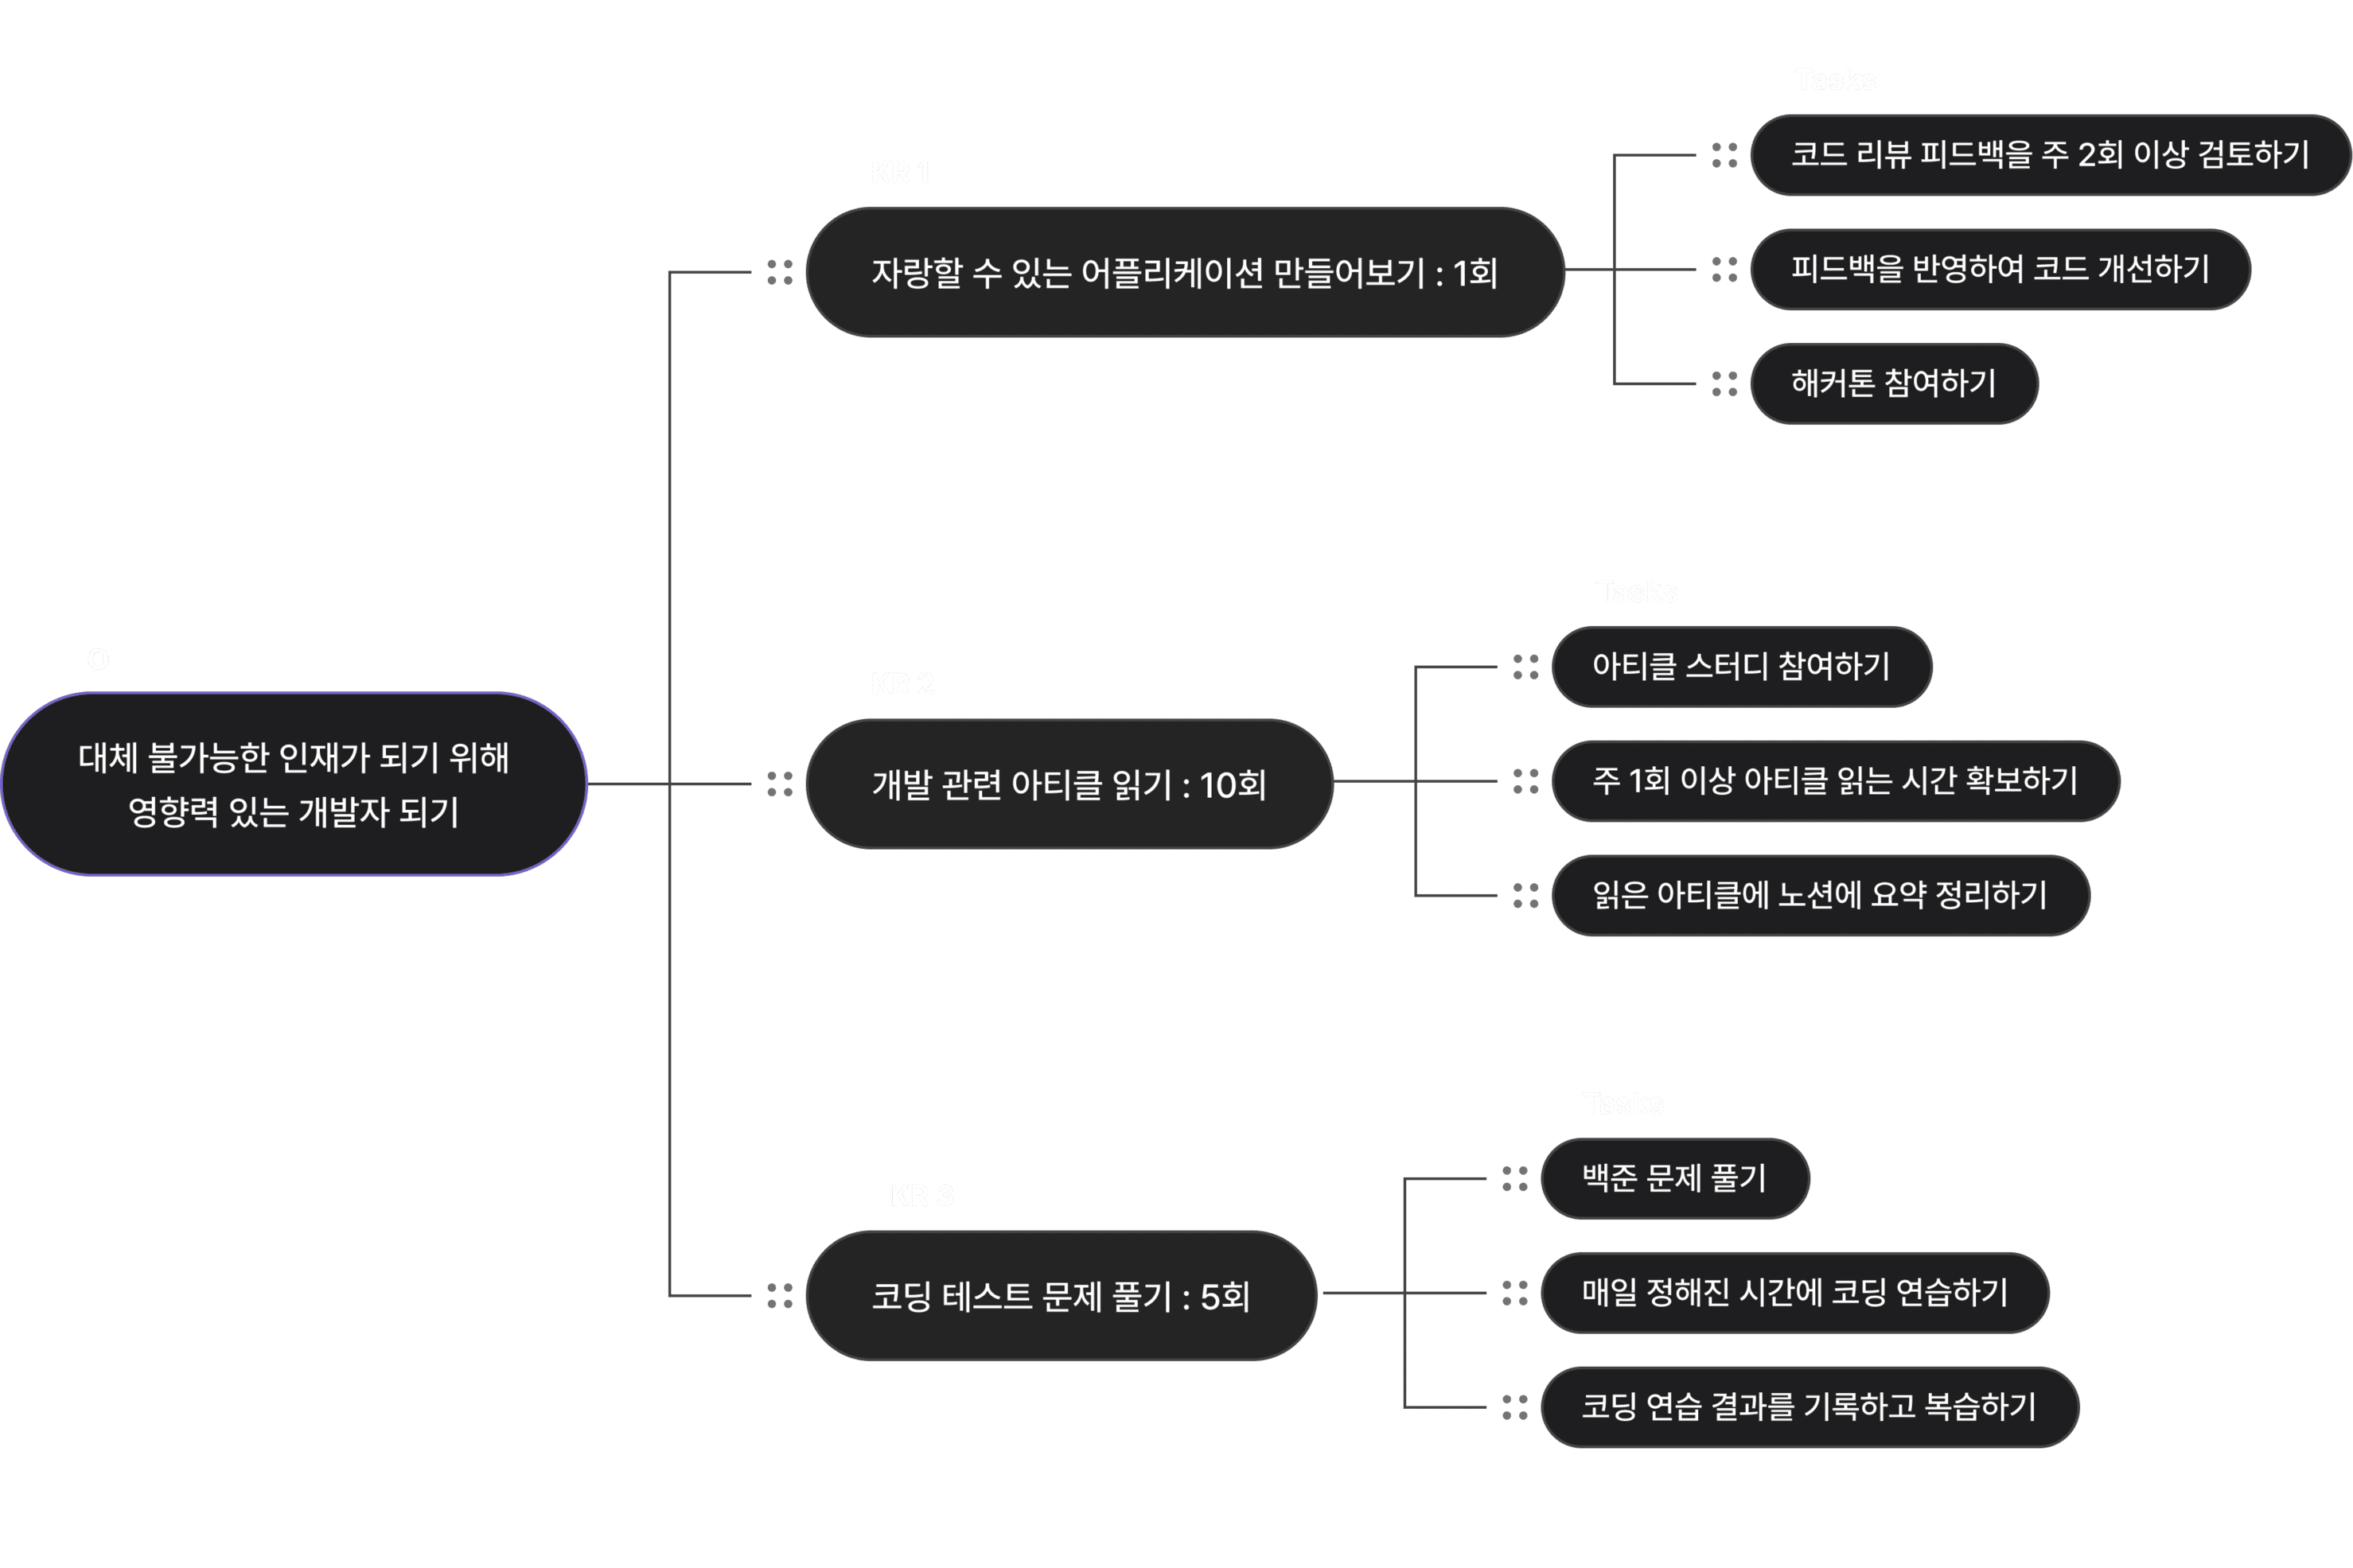 O
대체 불가능한 인재가 되기 위해
영향력 있는 개발자 되기
KR 1
자랑할 수 있는 어플리케이션 만들어보기 : 1회
Tasks
코드 리뷰 피드백을 주 2회 이상 검토하기
피드백을 반영하여 코드 개선하기
해커톤 참여하기
KR 2
개발 관련 아티클 읽기 : 10회
Tasks
아티클 스터디 참여하기
주 1회 이상 아티클 읽는 시간 확보하기
읽은 아티클에 노션에 요약 정리하기
KR 3
코딩 테스트 문제 풀기 : 5회
Tasks
백준 문제 풀기
매일 정해진 시간에 코딩 연습하기
코딩 연습 결과를 기록하고 복습하기